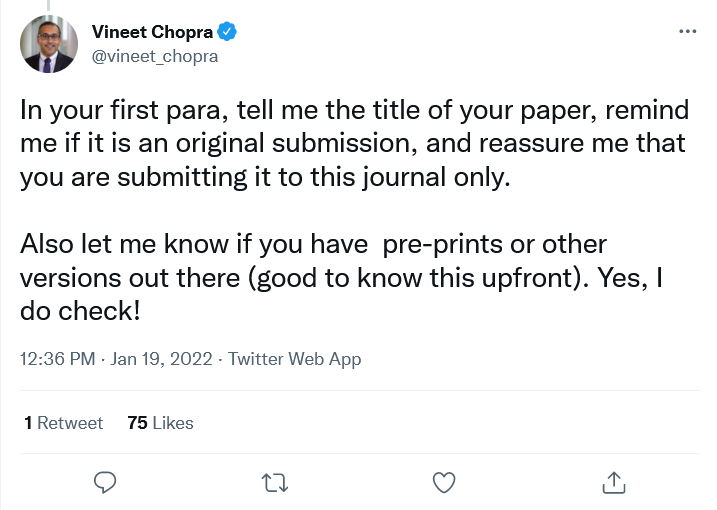 Vineet Chopra
@vineet_chopra
In your first para, tell me the title of your paper, remind
me if it is an original submission, and reassure me that
you are submitting it to this journal only.
Also let me know if you have  pre-prints or other
versions out there (good to know this upfront). Yes, I
do check!
12:36 PM · Jan 19, 2022 · Twitter Web App
1 Retweet 75 Likes